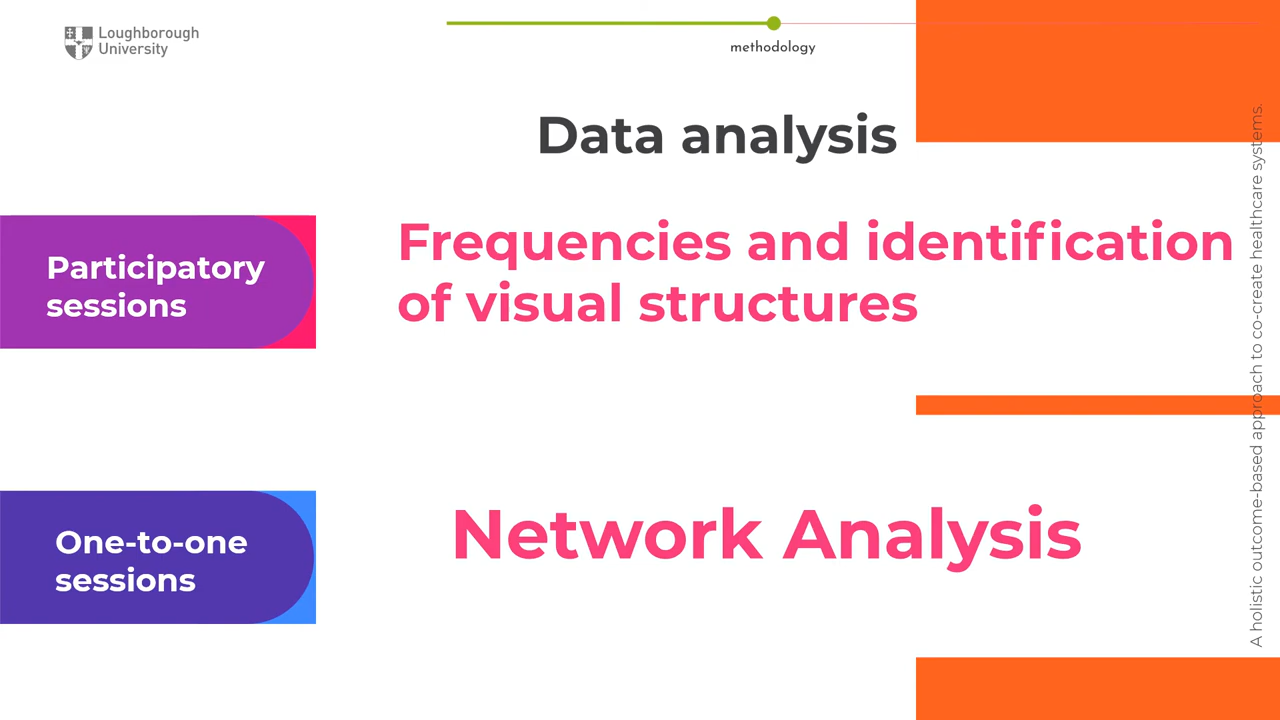 Loughborough
University
methodology
Data analysis
Participatory
sessions
Frequencies and identification
of visual structures
One-to-one
sessions
Network Analysis
A holistic outcome-based approach to co-create healthcare systems.